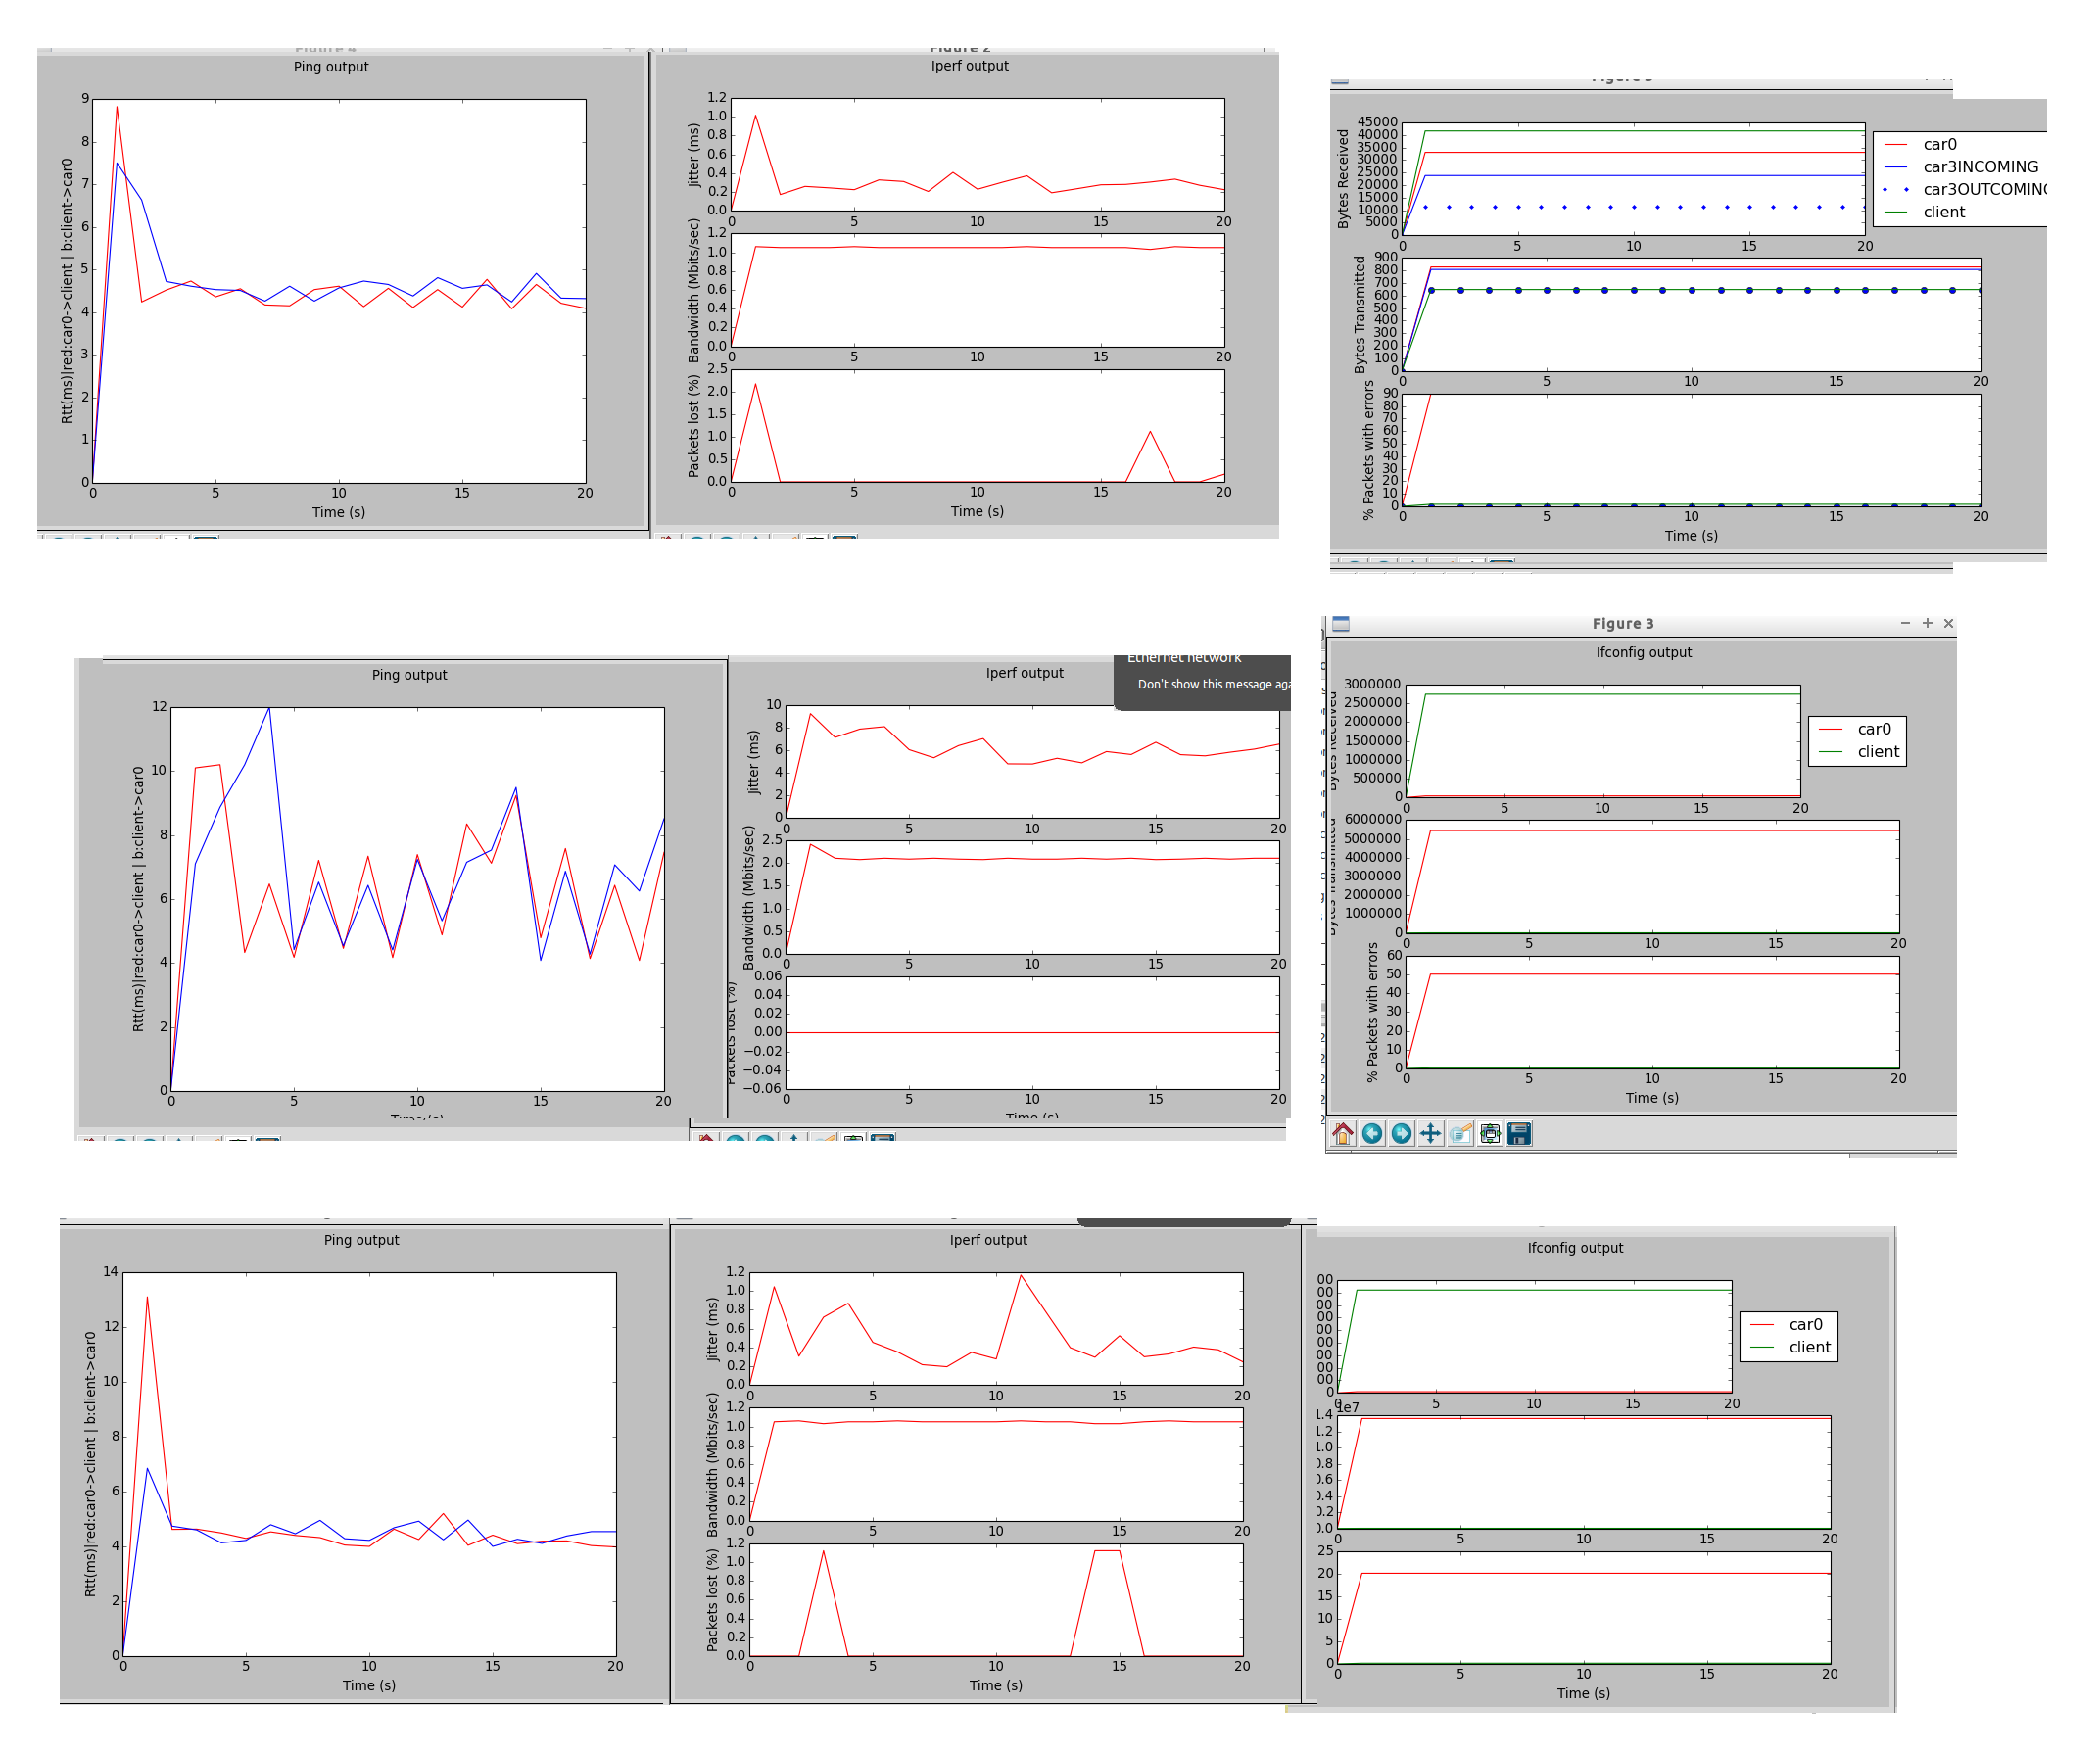 Figure 4
Ping output
Rtt(ms)|red:car0->client | b:client->car0
9
8
7
6
5
4
3
2
1
0
0 5 10 15 20
Time (s)
Figure 2
Iperf output
Jitter (ms)
1.2
1.0
0.8
0.6
0.4
0.2
0.0
0 5 10 15 20
Bandwidth (Mbits/sec)
1.2
1.0
0.8
0.6
0.4
0.2
0.0
0 5 10 15 20
Packets lost (%)
2.5
2.0
1.5
1.0
0.5
0.0
0 5 10 15 20
Time (s)
Bytes Received
45000
40000
35000
30000
25000
20000
15000
10000
5000
0
0 5 10 15 20
car0
car3INCOMING
car3OUTCOMING
client
Bytes Transmitted
900
800
700
600
500
400
300
200
100
0
0 5 10 15 20
% Packets with errors
90
80
70
60
50
40
30
20
10
0
0 5 10 15 20
Time (s)
Ping output
Rtt(ms)|red:car0->client | b:client->car0
12
10
8
6
4
2
0
0 5 10 15 20
Time (s)
Iperf output
Ethernet network
Don't show this message aga
Jitter (ms)
10
8
6
4
2
0
0 5 10 15 20
Bandwidth (Mbits/sec)
2.5
2.0
1.5
1.0
0.5
0.0
0 5 10 15 20
Packets lost (%)
0.06
0.04
0.02
0.00
−0.02
−0.04
−0.06
0 5 10 15 20
Time (s)
Figure 3
Ifconfig output
Bytes Received
3000000
2500000
2000000
1500000
1000000
500000
0
0 5 10 15 20
car0
client
Bytes Transmitted
6000000
5000000
4000000
3000000
2000000
1000000
0
0 5 10 15 20
% Packets with errors
60
50
40
30
20
10
0
0 5 10 15 20
Time (s)
Ping output
Rtt(ms)|red:car0->client | b:client->car0
14
12
10
8
6
4
2
0
0 5 10 15 20
Time (s)
Iperf output
Jitter (ms)
1.2
1.0
0.8
0.6
0.4
0.2
0.0
0 5 10 15 20
Bandwidth (Mbits/sec)
1.2
1.0
0.8
0.6
0.4
0.2
0.0
0 5 10 15 20
Packets lost (%)
1.2
1.0
0.8
0.6
0.4
0.2
0.0
0 5 10 15 20
Time (s)
Ifconfig output
00
00
00
00
00
00
00
00
0
5 10 15 20
car0
client
1e7
1.4
1.2
1.0
0.8
0.6
0.4
0.2
0.0
0 5 10 15 20
25
20
15
10
5
0
0 5 10 15 20
Time (s)